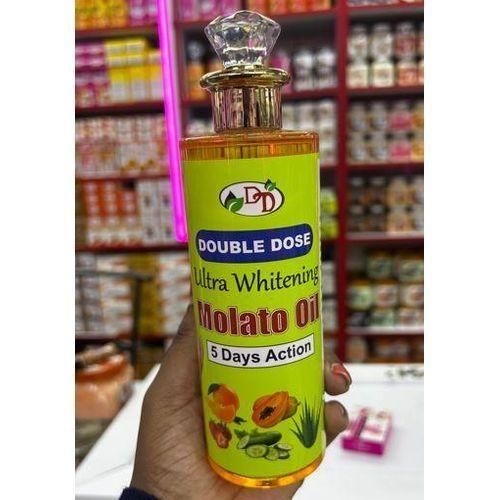 DD
DOUBLE DOSE
Ultra Whitening
Molato Oil
5 Days Action